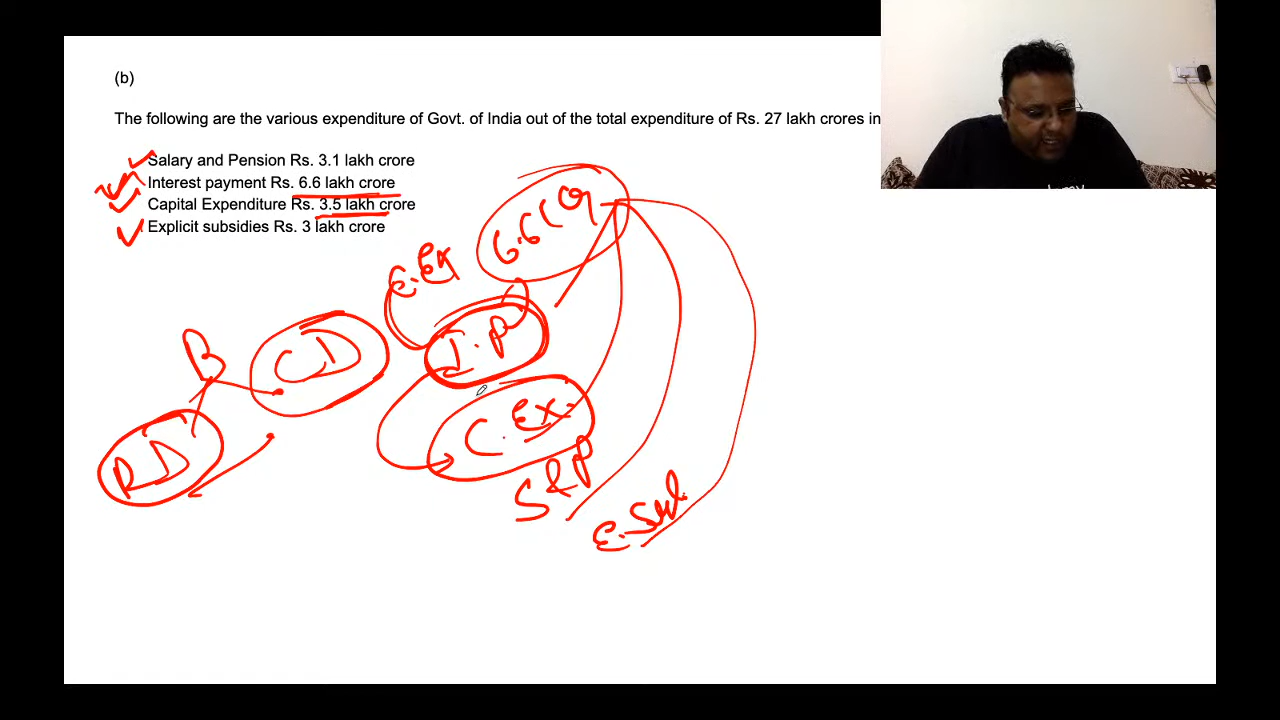 (b)
The following are the various expenditure of Govt. of India out of the total expenditure of Rs. 27 lakh crores in
Salary and Pension Rs. 3.1 lakh crore
Interest payment Rs. 6.6 lakh crore
Capital Expenditure Rs. 3.5 lakh crore
Explicit subsidies Rs. 3 lakh crore
6.6
E.Ex
I.P
B
CD
C.Ex
RD
S&P